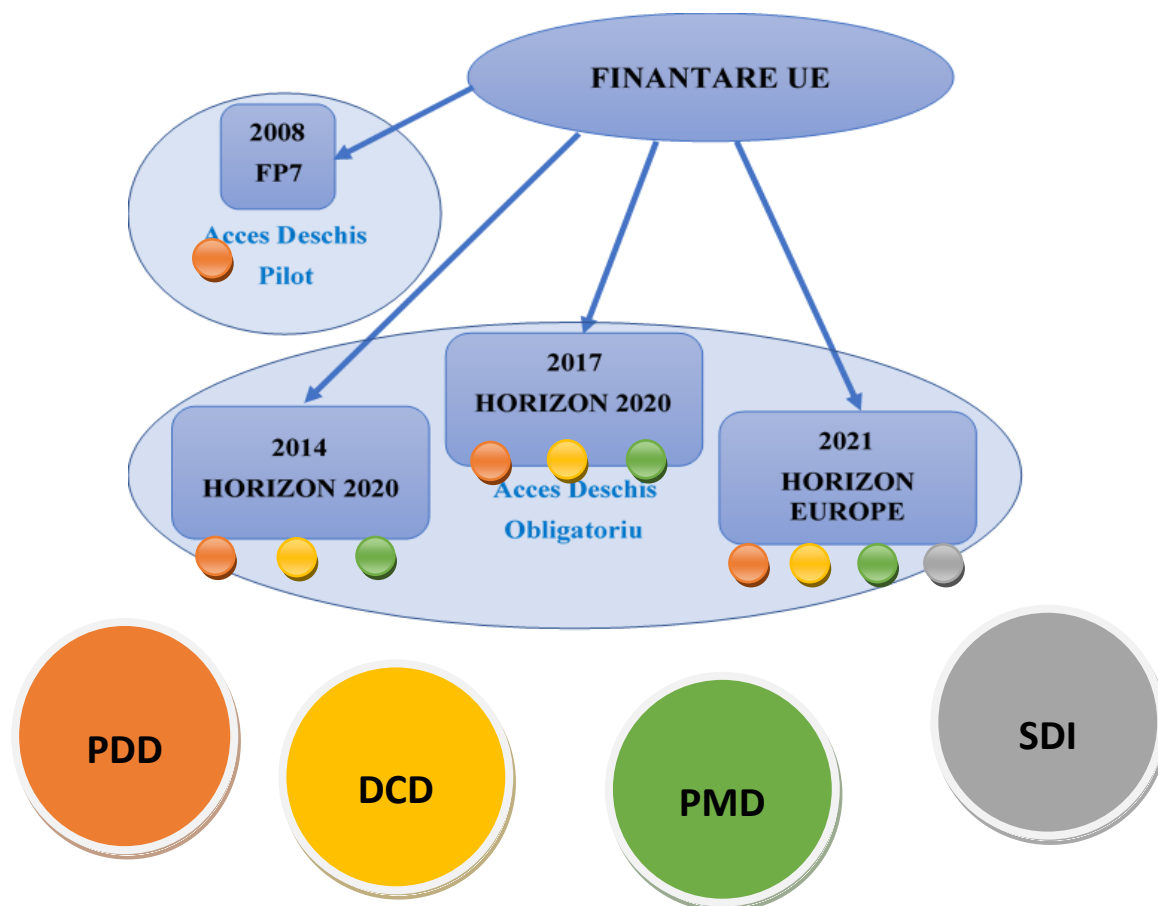 FINANTARE UE
2008
FP7
Acces Deschis
Pilot
2017
HORIZON 2020
2014
HORIZON 2020
2021
HORIZON
EUROPE
Acces Deschis
Obligatoriu
PDD
DCD
PMD
SDI